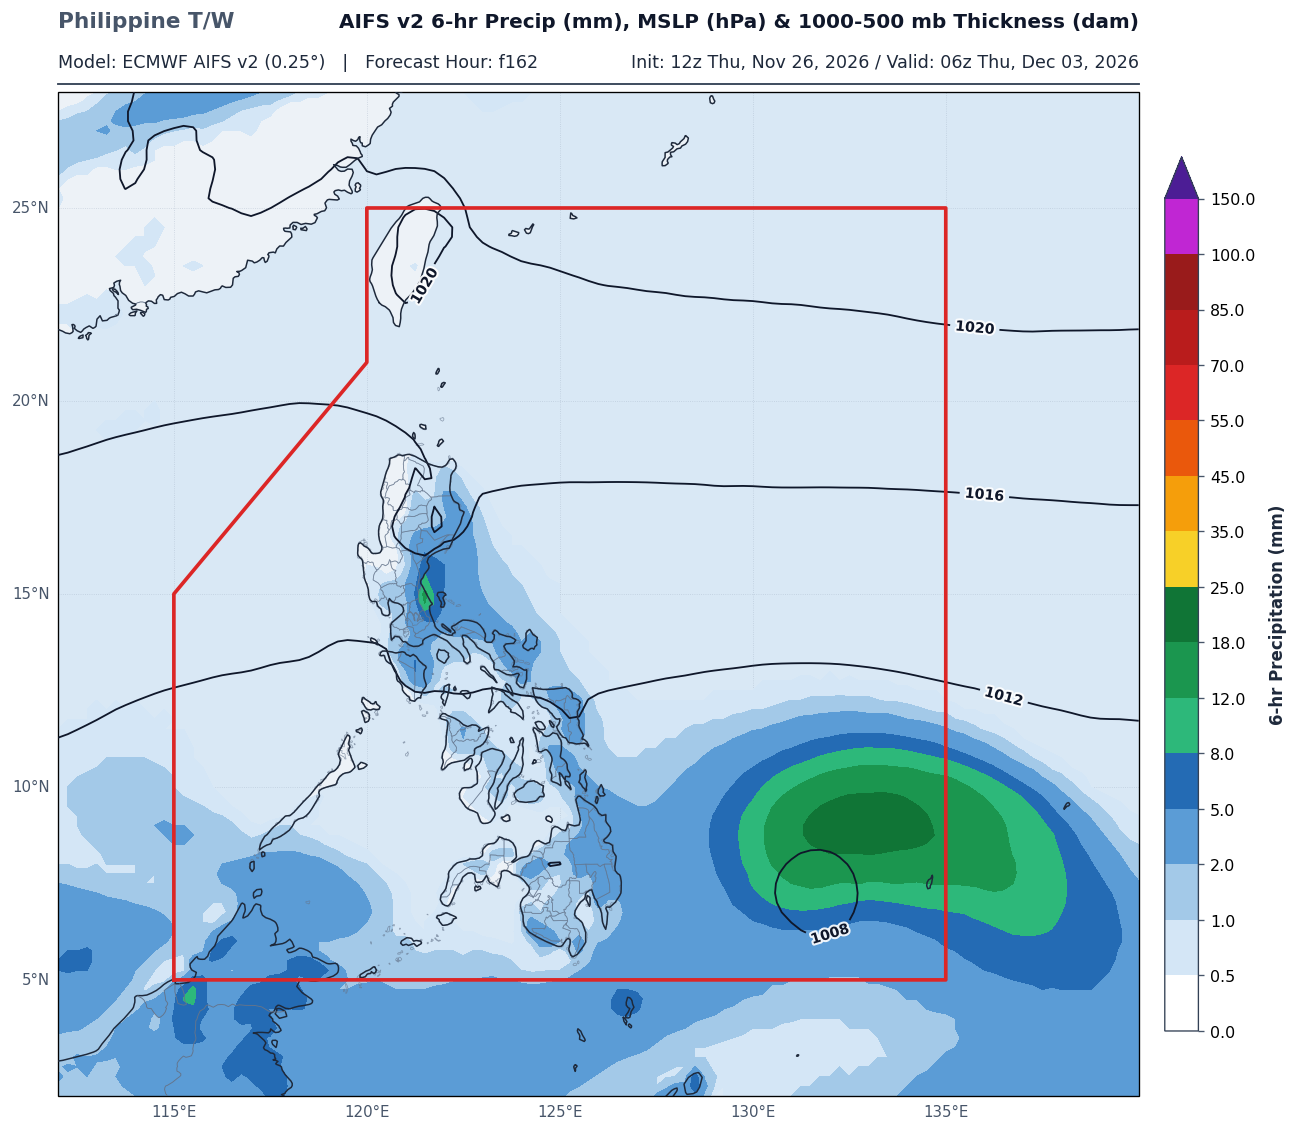 Philippine T/W
AIFS v2 6-hr Precip (mm), MSLP (hPa) & 1000-500 mb Thickness (dam)
Model: ECMWF AIFS v2 (0.25°) | Forecast Hour: f162
Init: 12z Thu, Nov 26, 2026 / Valid: 06z Thu, Dec 03, 2026
25°N
20°N
15°N
10°N
5°N
115°E
120°E
125°E
130°E
135°E
1020
1020
1016
1012
1008
150.0
100.0
85.0
70.0
55.0
45.0
35.0
25.0
18.0
12.0
8.0
5.0
2.0
1.0
0.5
0.0
6-hr Precipitation (mm)